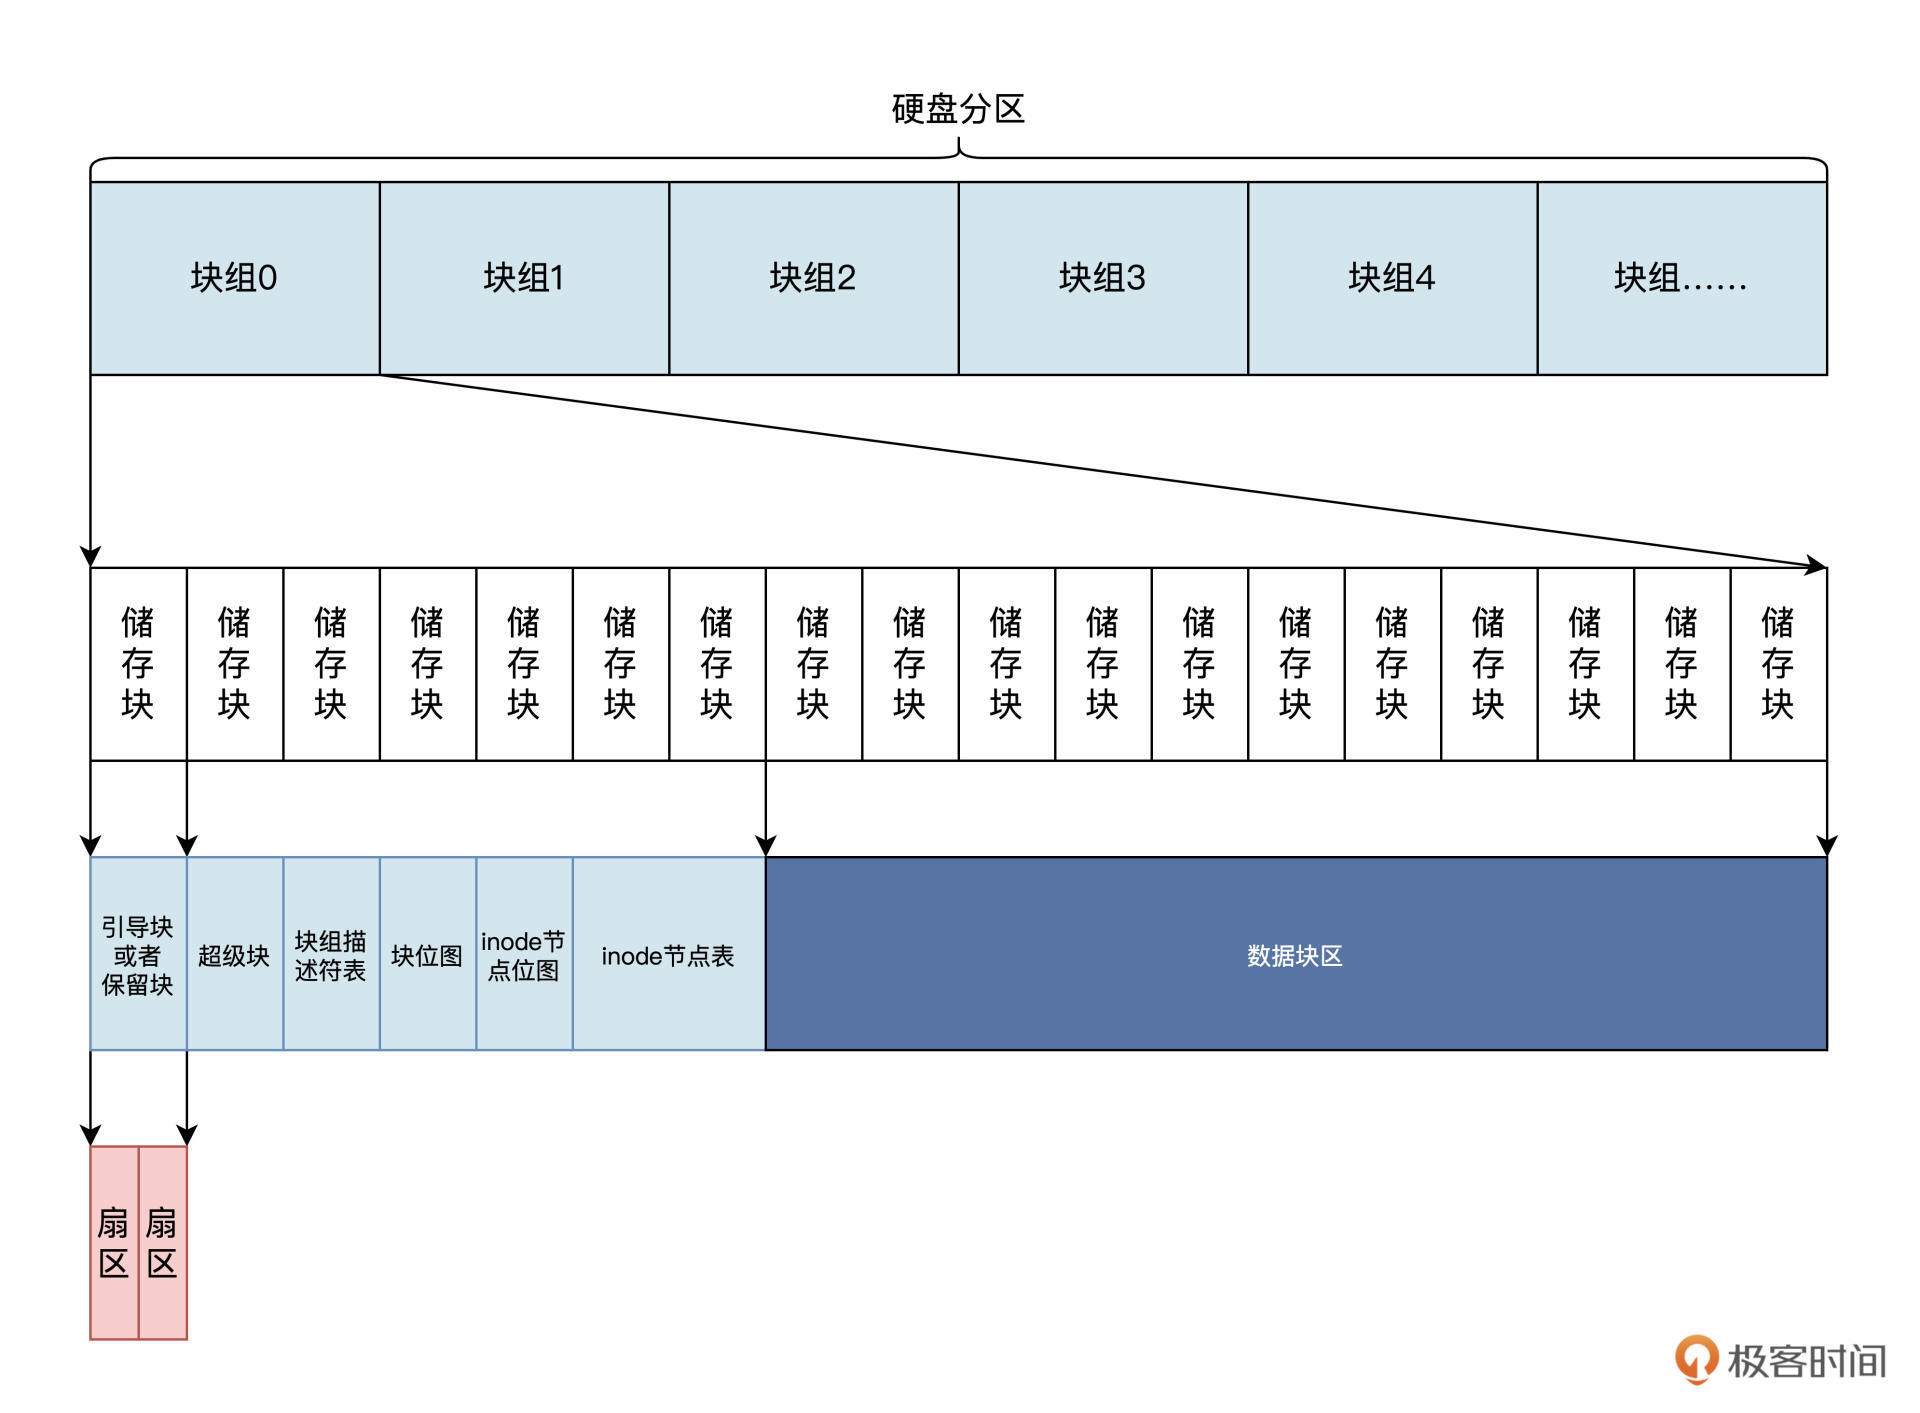 硬盘分区
块组0
块组1
块组2
块组3
块组4
块组......
储
存
块
储
存
块
储
存
块
储
存
块
储
存
块
储
存
块
储
存
块
储
存
块
储
存
块
储
存
块
储
存
块
储
存
块
储
存
块
储
存
块
储
存
块
储
存
块
储
存
块
储
存
块
引导块
或者
保留块
超级块
块组描
述符表
块位图
inode节
点位图
inode节点表
数据块区
扇
区
扇
区
极客时间